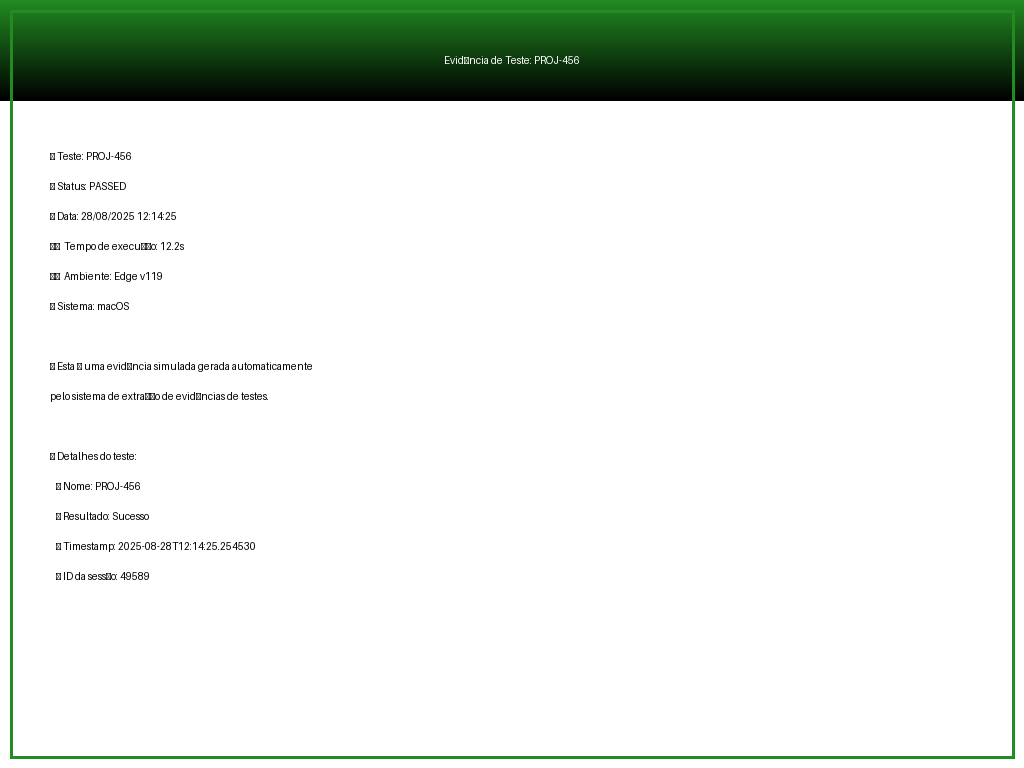 Evid▯ncia de Teste: PROJ-456
▯ Teste: PROJ-456
▯ Status: PASSED
▯ Data: 28/08/2025 12:14:25
▯▯ Tempo de execu▯▯o: 12.2s
▯▯ Ambiente: Edge v119
▯ Sistema: macOS
▯ Esta ▯ uma evid▯ncia simulada gerada automaticamente
pelo sistema de extra▯▯o de evid▯ncias de testes.
▯ Detalhes do teste:
▯ Nome: PROJ-456
▯ Resultado: Sucesso
▯ Timestamp: 2025-08-28T12:14:25.254530
▯ ID da sess▯o: 49589